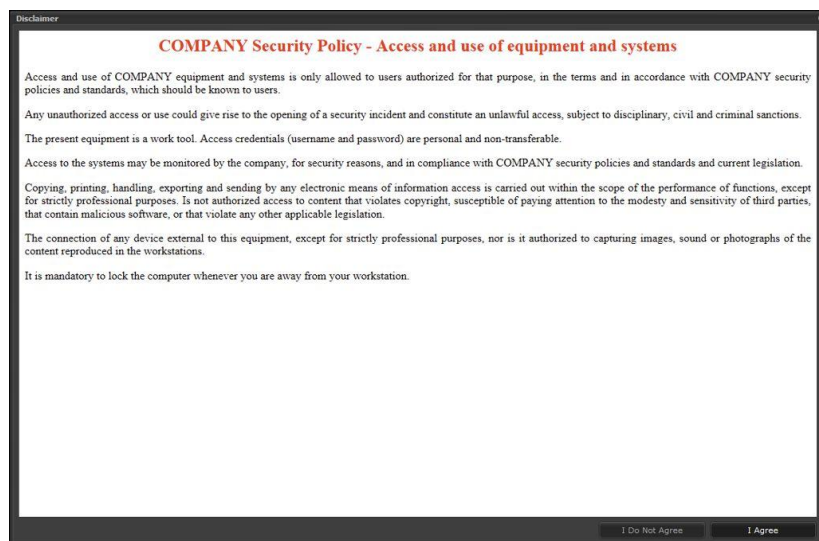 Disclaimer
COMPANY Security Policy - Access and use of equipment and systems
Access and use of COMPANY equipment and systems is only allowed to users authorized for that purpose, in the terms and in accordance with COMPANY security
policies and standards, which should be known to users.
Any unauthorized access or use could give rise to the opening of a security incident and constitute an unlawful access, subject to disciplinary, civil and criminal sanctions.
The present equipment is a work tool. Access credentials (username and password) are personal and non-transferable.
Access to the systems may be monitored by the company, for security reasons, and in compliance with COMPANY security policies and standards and current legislation.
Copying, printing, handling, exporting and sending by any electronic means of information access is carried out within the scope of the performance of functions, except
for strictly professional purposes. Is not authorized access to content that violates copyright, susceptible of paying attention to the modesty and sensitivity of third parties,
that contain malicious software, or that violate any other applicable legislation.
The connection of any device external to this equipment, except for strictly professional purposes, nor is it authorized to capturing images, sound or photographs of the
content reproduced in the workstations.
It is mandatory to lock the computer whenever you are away from your workstation.
I Do Not Agree
I Agree